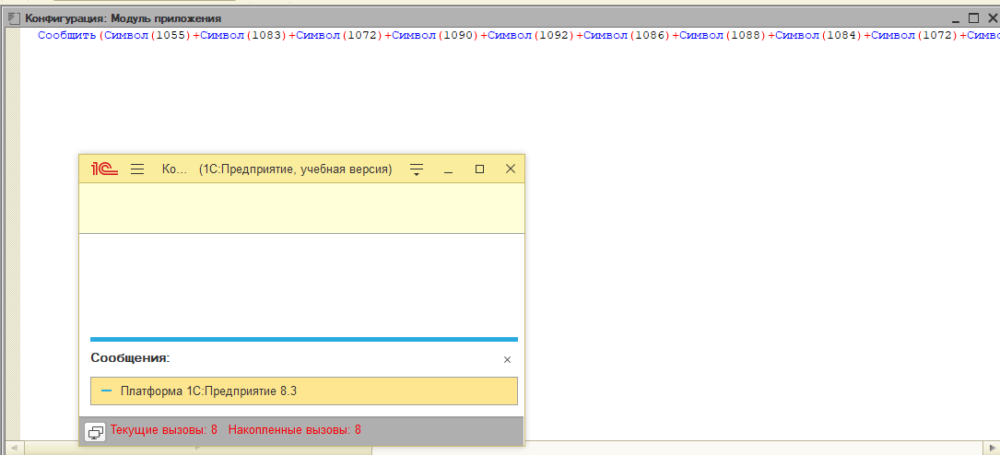 Конфигурация: Модуль приложения
Сообщить(Символ(1055)+Символ(1083)+Символ(1072)+Символ(1090)+Символ(1092)+Символ(1086)+Символ(1088)+Символ(1084)+Символ(1072)+Симво
1С Ко... (1С:Предприятие, учебная версия)
Сообщения:
Платформа 1С:Предприятие 8.3
Текущие вызовы: 8 Накопленные вызовы: 8